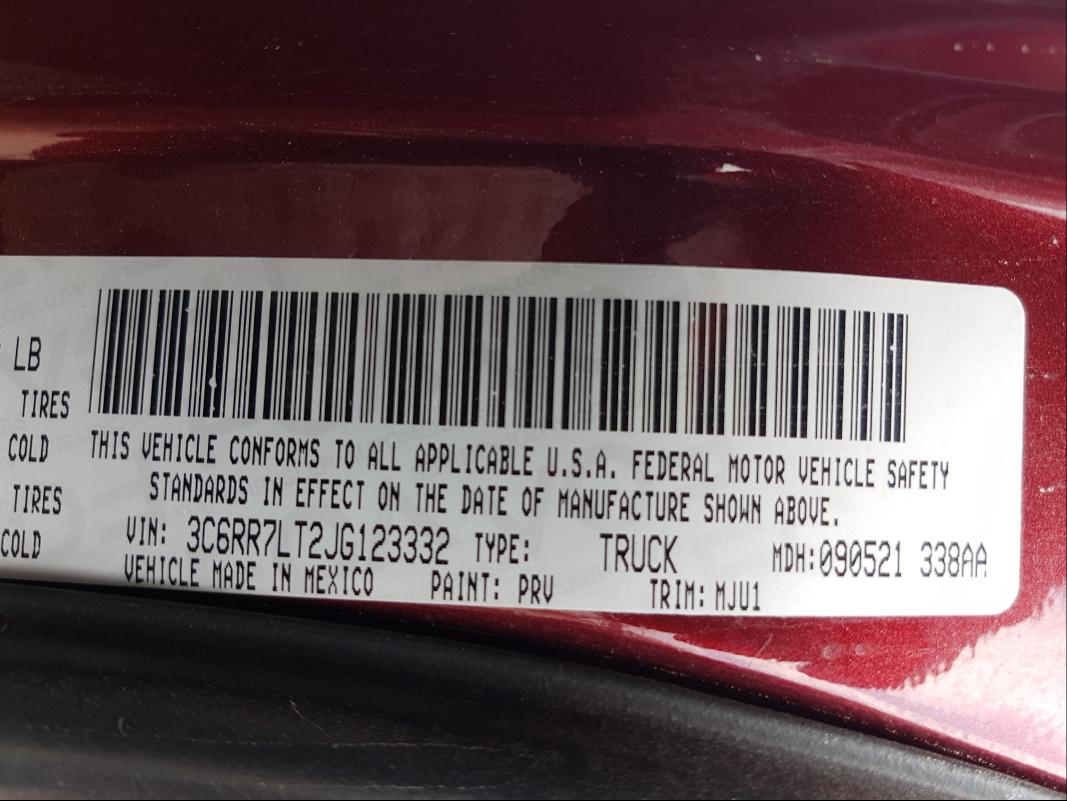 LB
TIRES
COLD
TIRES
COLD
THIS VEHICLE CONFORMS TO ALL APPLICABLE U.S.A. FEDERAL MOTOR VEHICLE SAFETY
STANDARDS IN EFFECT ON THE DATE OF MANUFACTURE SHOWN ABOVE.
VIN: 3C6RR7LT2JG123332 TYPE: TRUCK MDH:090521 338AA
VEHICLE MADE IN MEXICO PAINT: PRV TRIM: MJU1